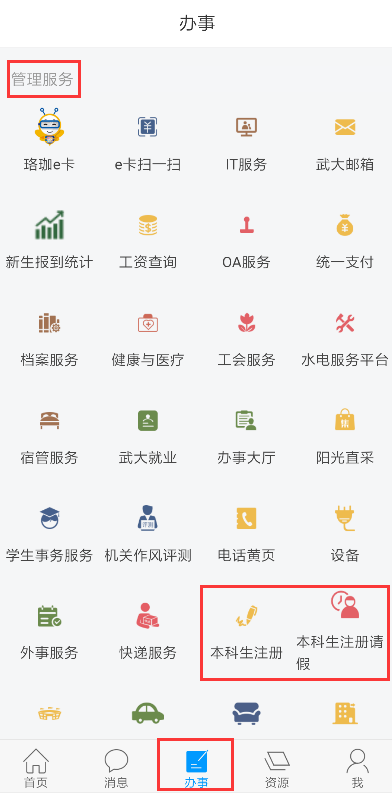 办事
管理服务
珞珈e卡 e卡扫一扫 IT服务 武大邮箱
新生报到统计 工资查询 OA服务 统一支付
档案服务 健康与医疗 工会服务 水电服务平台
宿管服务 武大就业 办事大厅 阳光直采
学生事务服务 机关作风评测 电话黄页 设备
外事服务 快递服务 本科生注册 本科生注册请
假
首页 消息 办事 资源 我